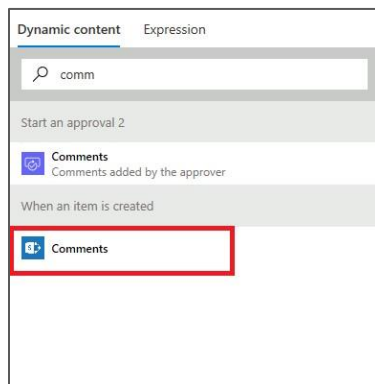 Dynamic content Expression
comm
Start an approval 2
Comments
Comments added by the approver
When an item is created
Comments